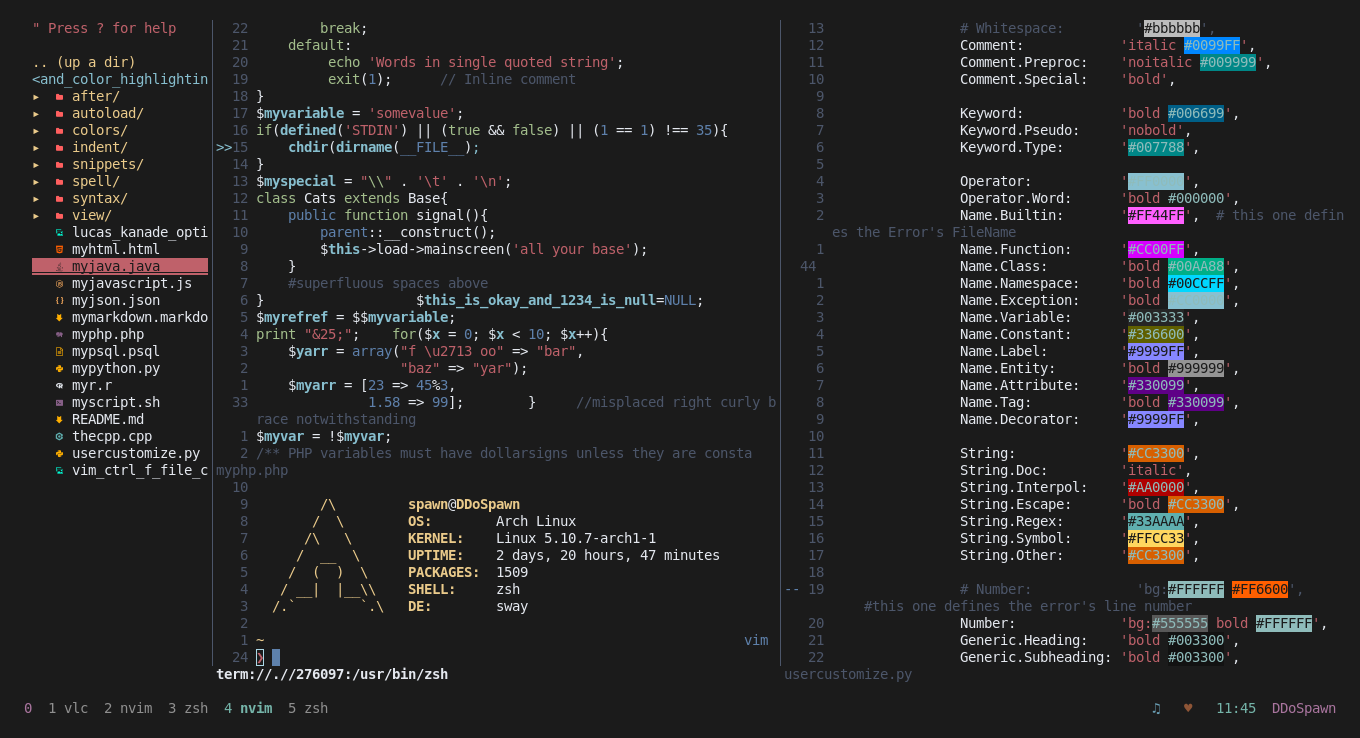 " Press ? for help
.. (up a dir)
<and_color_highlightin
▸ after/
▸ autoload/
▸ colors/
▸ indent/
▸ snippets/
▸ spell/
▸ syntax/
▸ view/
lucas_kanade_opti
myhtml.html
myjava.java
myjavascript.js
myjson.json
mymarkdown.markdo
myphp.php
mypsql.psql
mypython.py
myr.r
myscript.sh
README.md
thecpp.cpp
usercustomize.py
vim_ctrl_f_file_c
22 break;
21 default:
20 echo 'Words in single quoted string';
19 exit(1); // Inline comment
18 }
17 $myvariable = 'somevalue';
16 if(defined('STDIN') || (true && false) || (1 == 1) !== 35){
>>15 chdir(dirname(__FILE__);
14 }
13 $myspecial = "\\" . '\t' . '\n';
12 class Cats extends Base{
11 public function signal(){
10 parent::__construct();
9 $this->load->mainscreen('all your base');
8 }
7 #superfluous spaces above
6 } $this_is_okay_and_1234_is_null=NULL;
5 $myrefref = $$myvariable;
4 print "&25;"; for($x = 0; $x < 10; $x++){
3 $yarr = array("f \u2713 oo" => "bar",
2 "baz" => "yar");
1 $myarr = [23 => 45%3,
33 1.58 => 99]; } //misplaced right curly b
race notwithstanding
1 $myvar = !$myvar;
2 /** PHP variables must have dollarsigns unless they are consta
myphp.php
10
9 /\ spawn@DDoSpawn
8 / \ OS: Arch Linux
7 /\ \ KERNEL: Linux 5.10.7-arch1-1
6 / __ \ UPTIME: 2 days, 20 hours, 47 minutes
5 / ( ) \ PACKAGES: 1509
4 / __| |__\\ SHELL: zsh
3 /.` `.\ DE: sway
2
1 ~ vim
24 ❯
term://.//276097:/usr/bin/zsh
13 # Whitespace: '#bbbbbb',
12 Comment: 'italic #0099FF',
11 Comment.Preproc: 'noitalic #009999',
10 Comment.Special: 'bold',
9
8 Keyword: 'bold #006699',
7 Keyword.Pseudo: 'nobold',
6 Keyword.Type: '#007788',
5
4 Operator: ' ',
3 Operator.Word: 'bold #000000',
2 Name.Builtin: '#FF44FF', # this one defin
es the Error's FileName
1 Name.Function: '#CC00FF',
44 Name.Class: 'bold #00AA88',
1 Name.Namespace: 'bold #00CCFF',
2 Name.Exception: 'bold ',
3 Name.Variable: '#003333',
4 Name.Constant: '#336600',
5 Name.Label: '#9999FF',
6 Name.Entity: 'bold #999999',
7 Name.Attribute: '#330099',
8 Name.Tag: 'bold #330099',
9 Name.Decorator: '#9999FF',
10
11 String: '#CC3300',
12 String.Doc: 'italic',
13 String.Interpol: '#AA0000',
14 String.Escape: 'bold #CC3300',
15 String.Regex: '#33AAAA',
16 String.Symbol: '#FFCC33',
17 String.Other: '#CC3300',
18
-- 19 # Number: 'bg:#FFFFFF #FF6600',
#this one defines the error's line number
20 Number: 'bg:#555555 bold #FFFFFF',
21 Generic.Heading: 'bold #003300',
22 Generic.Subheading: 'bold #003300',
usercustomize.py
0 1 vlc 2 nvim 3 zsh 4 nvim 5 zsh
♫ ♥ 11:45 DDoSpawn